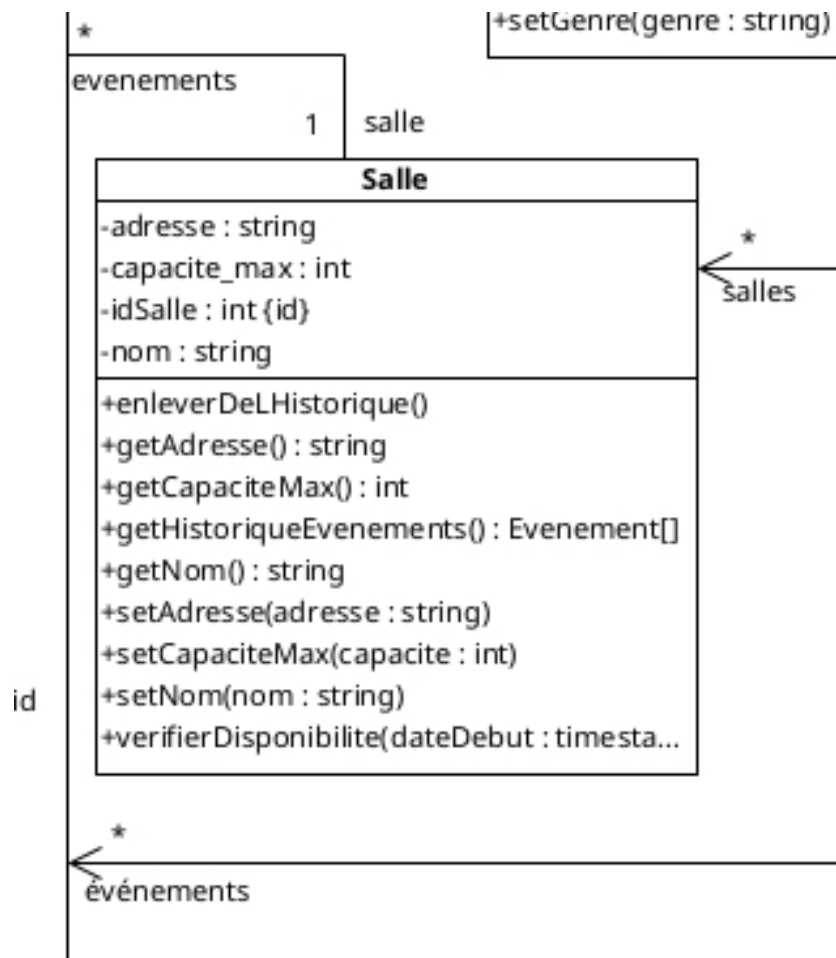 *
+setGenre(genre : string)
evenements
1
salle
Salle
-adresse : string
-capacite_max : int
-idSalle : int {id}
-nom : string
*
salles
+enleverDeLHistorique()
+getAdresse() : string
+getCapaciteMax() : int
+getHistoriqueEvenements() : Evenement[]
+getNom() : string
+setAdresse(adresse : string)
+setCapaciteMax(capacite : int)
+setNom(nom : string)
+verifierDisponibilite(dateDebut : timesta...
id
*
événements